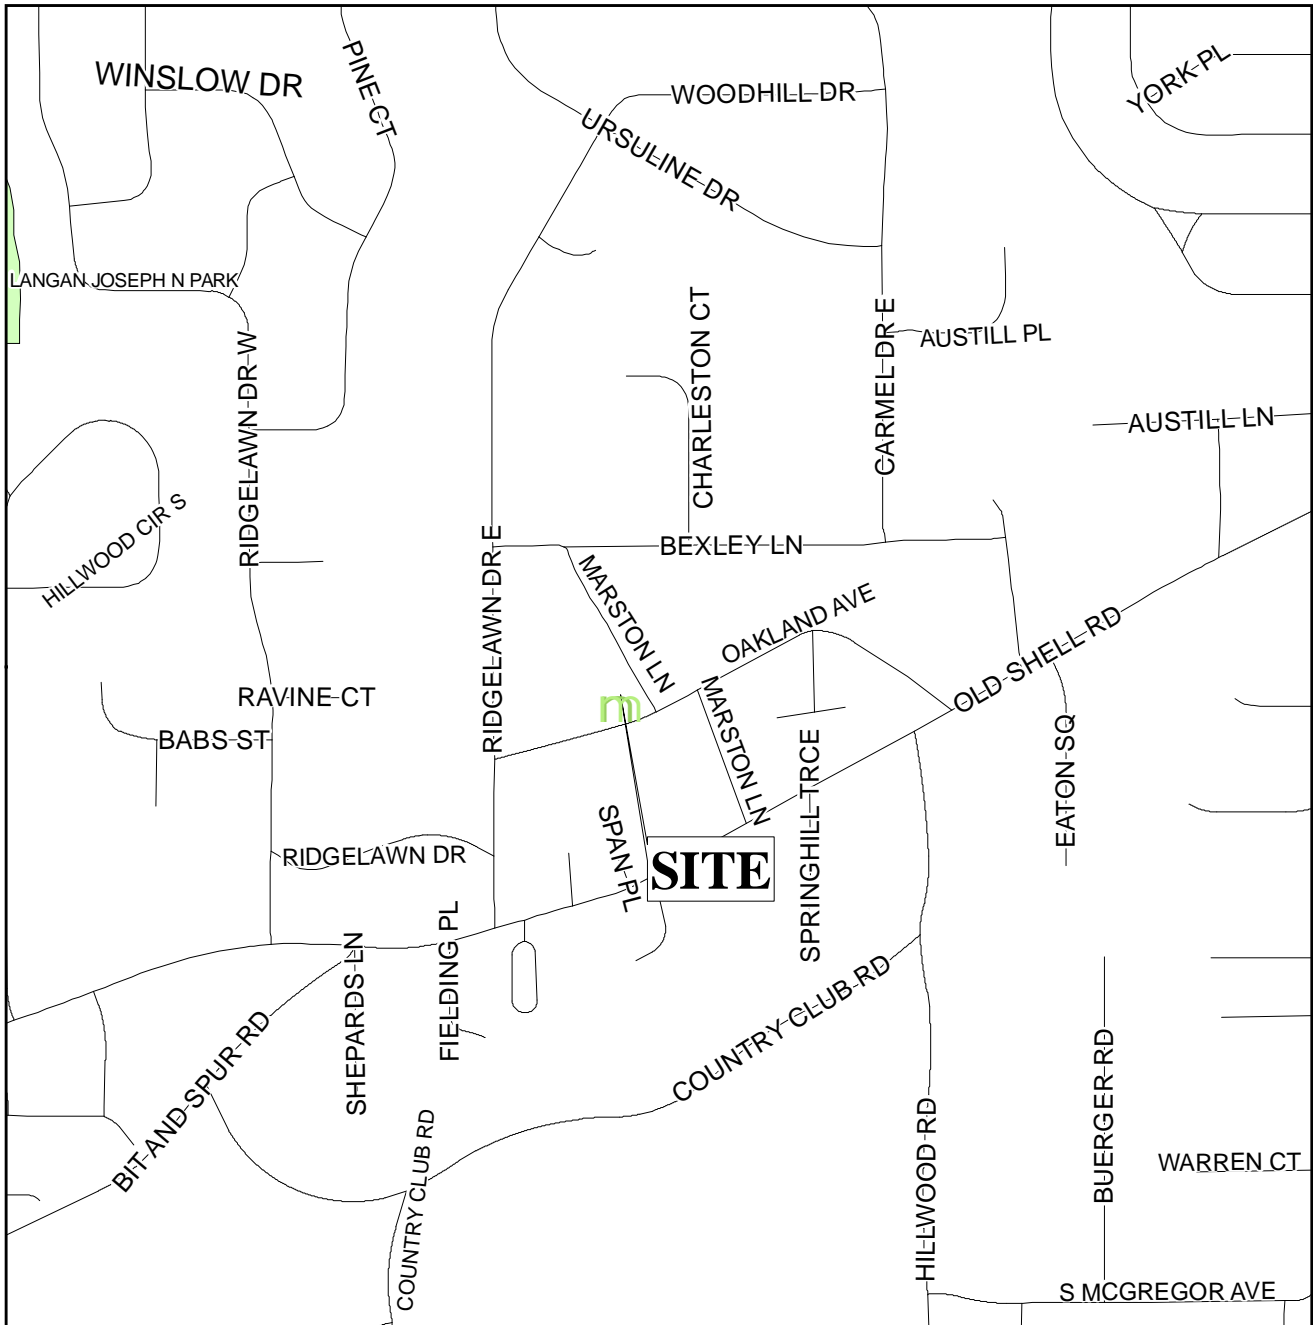 WINSLOW DR
PINE CT
WOODHILL DR
YORK PL
URSULINE DR
LANGAN JOSEPH N PARK
CHARLESTON CT
CARMEL DR E
AUSTILL PL
RIDGELAWN DR W
AUSTILL LN
HILLWOOD CIR S
RIDGELAWN DR E
BEXLEY LN
MARSTON LN
OAKLAND AVE
OLD SHELL RD
RAVINE CT
MARSTON LN
m
BABS ST
EATON SQ
SPRINGHILL TRCE
SPAN PL
RIDGELAWN DR
SITE
FIELDING PL
SHEPARDS LN
COUNTRY CLUB RD
BIT AND SPUR RD
BUERGER RD
HILLWOOD RD
COUNTRY CLUB RD
WARREN CT
S MCGREGOR AVE